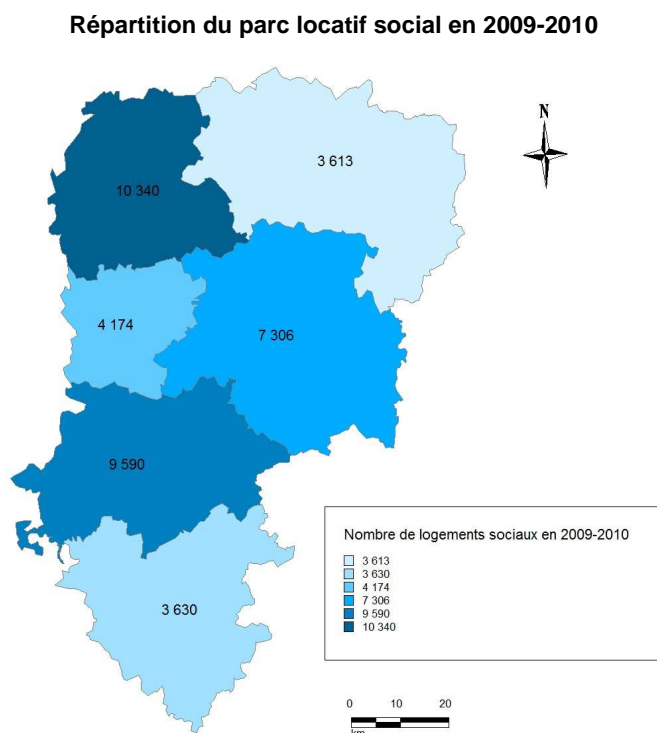 Répartition du parc locatif social en 2009-2010
N
3 613
10 340
4 174
7 306
9 590
3 630
Nombre de logements sociaux en 2009-2010
3 613
3 630
4 174
7 306
9 590
10 340
0 10 20
km